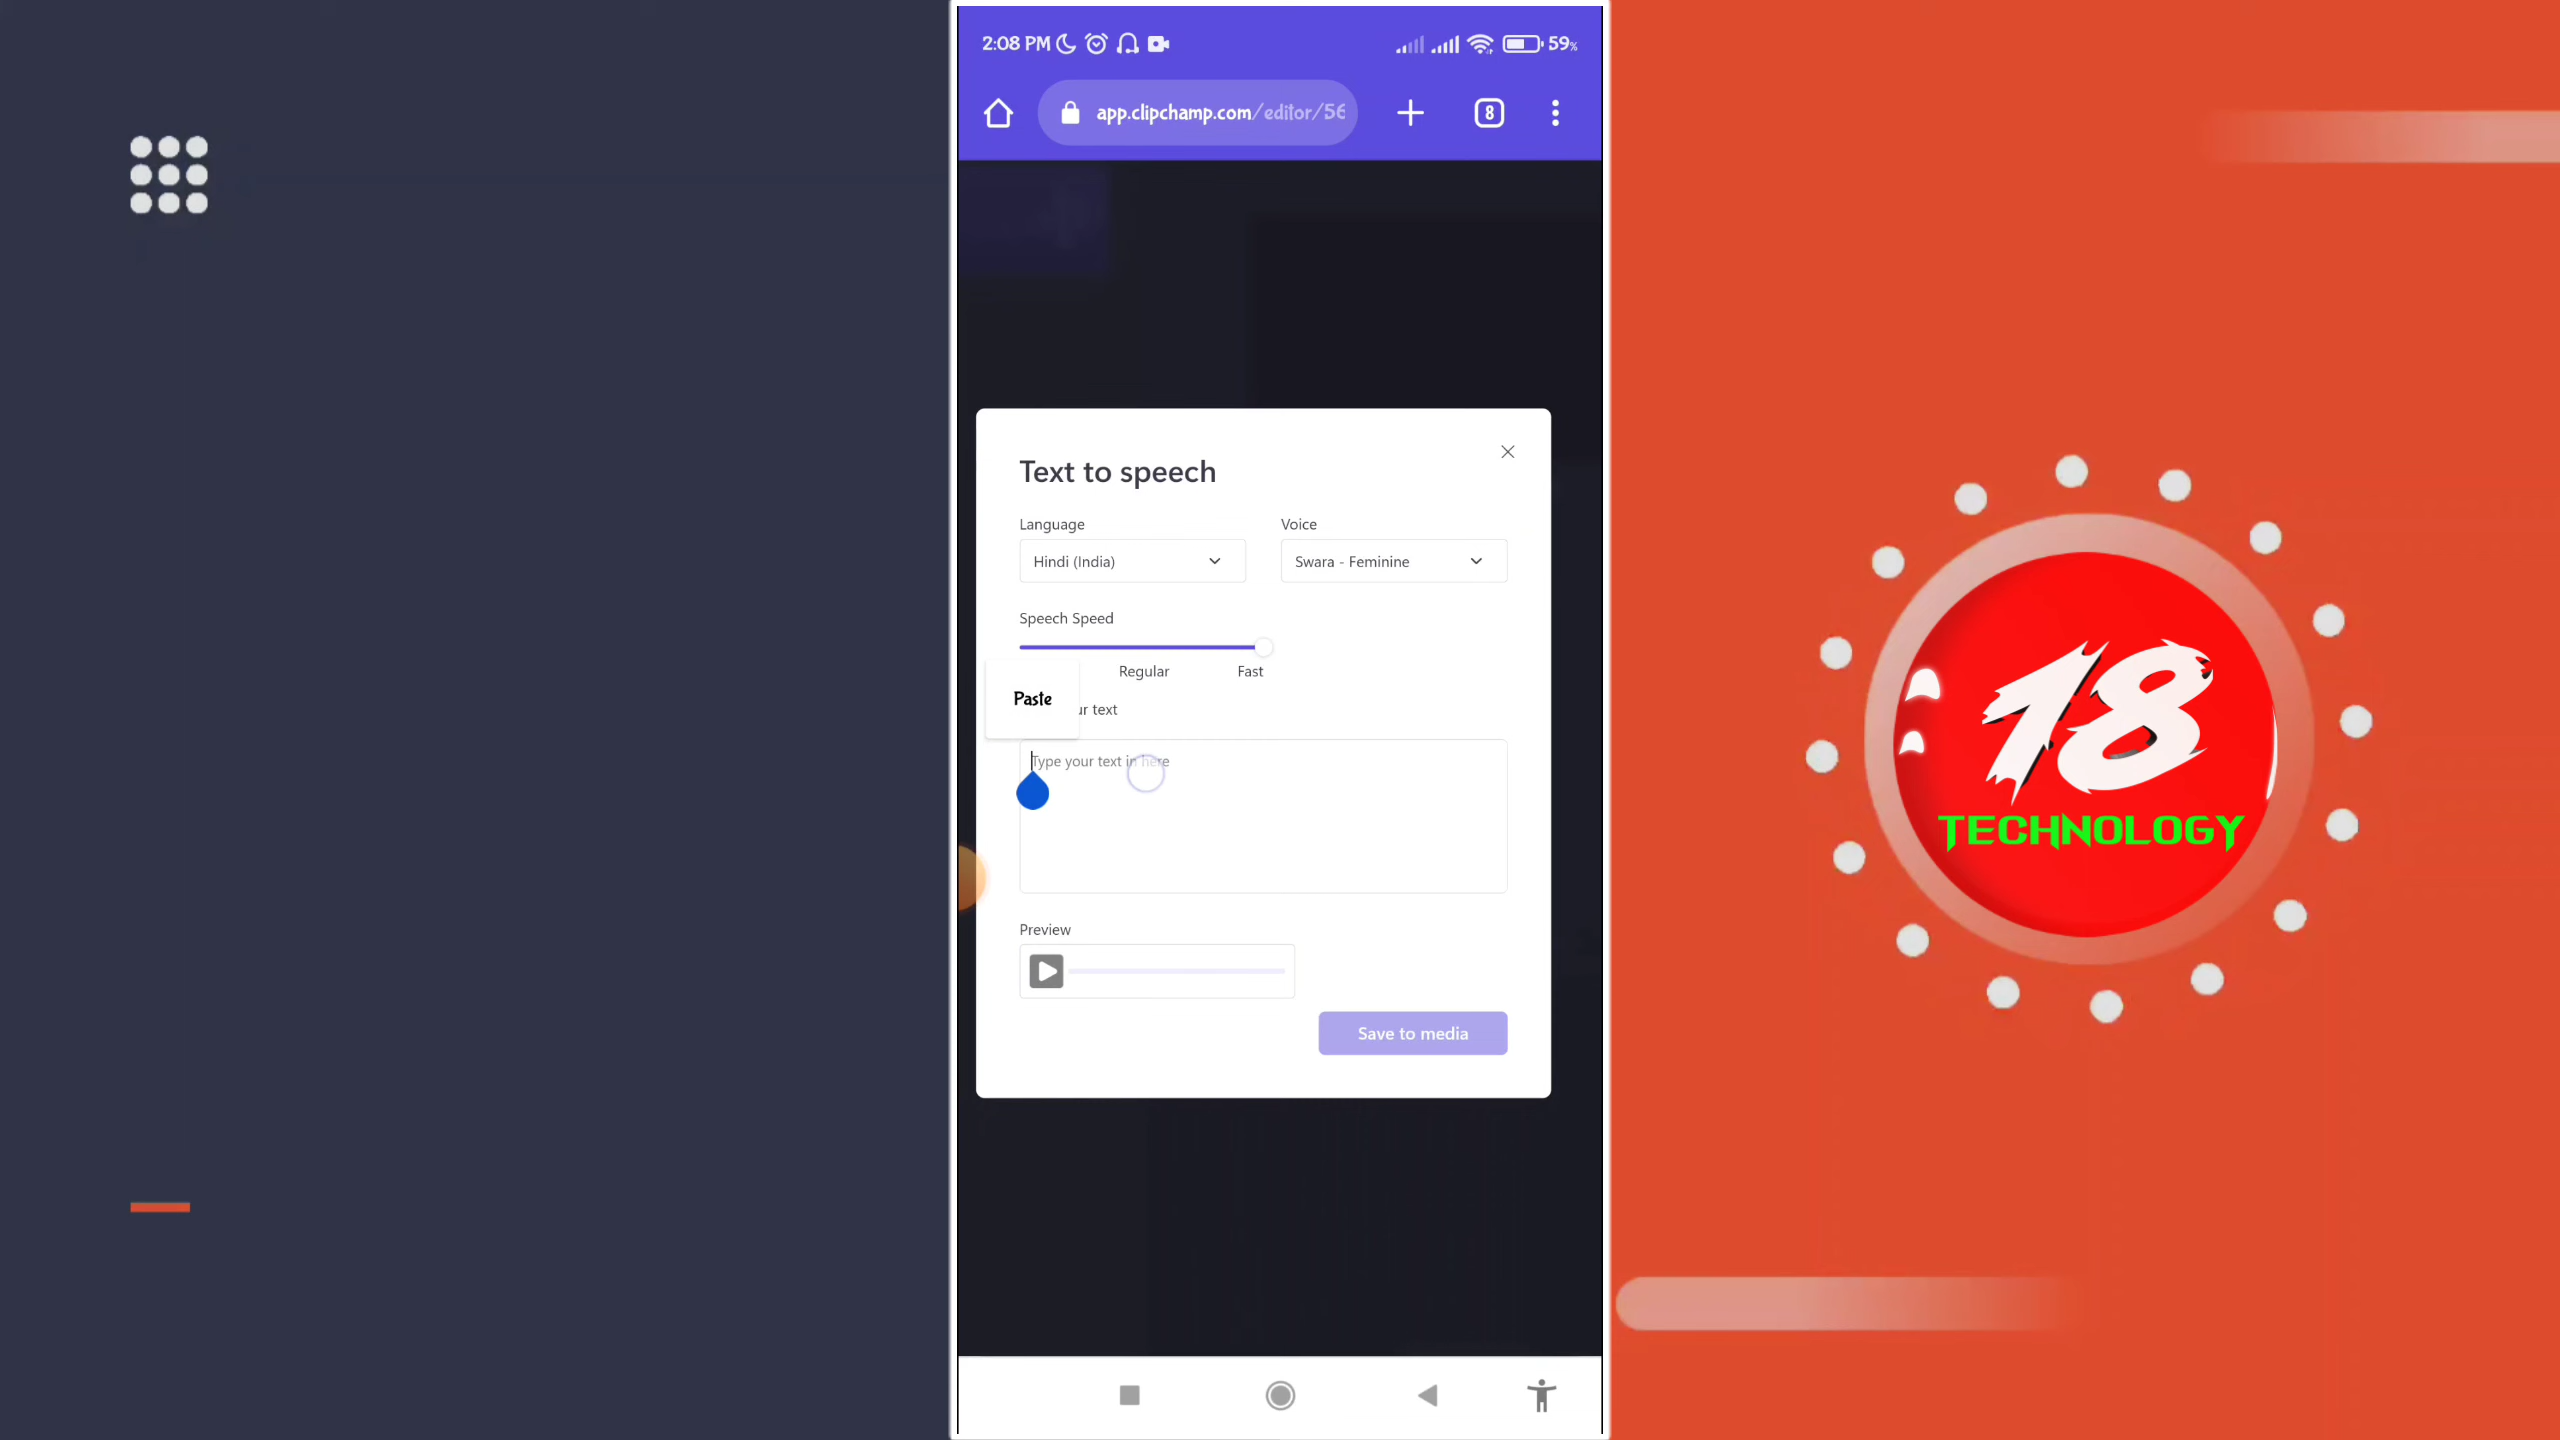 2:08 PM
59%
app.clipchamp.com/editor/56
8
Text to speech
Language
Voice
Hindi (India)
Swara - Feminine
Speech Speed
Regular
Fast
Paste
ur text
Type your text in here
Preview
Save to media
18
TECHNOLOGY